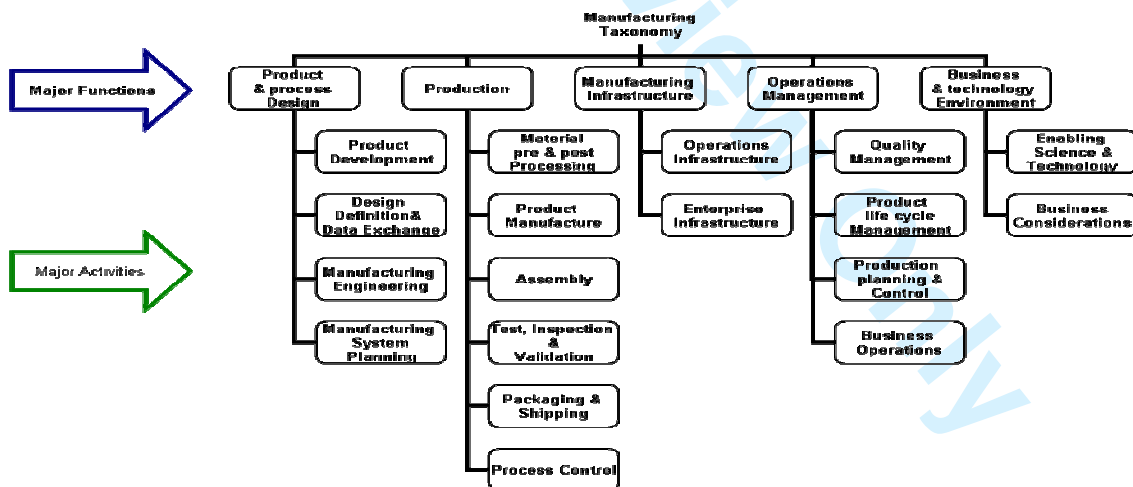 Manufacturing
Taxonomy
Major Functions
Product
& process
Design
Production
Manufacturing
Infrastructure
Operations
Management
Business
& technology
Environment
Product
Development
Design
Definition&
Data Exchange
Manufacturing
Engineering
Manufacturing
System
Planning
Material
pre & post
Processing
Product
Manufacture
Assembly
Test, Inspection
&
Validation
Packaging &
Shipping
Process Control
Operations
Infrastructure
Enterprise
Infrastructure
Quality
Management
Product
life cycle
Management
Production
planning &
Control
Business
Operations
Enabling
Science &
Technology
Business
Considerations
Major Activities
view Only